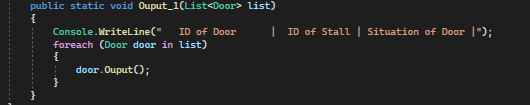 public static void Ouput_1(List<Door> list)
{
Console.WriteLine("   ID of Door      |  ID of Stall | Situation of Door |");
foreach (Door door in list)
{
door.Ouput();
}
}